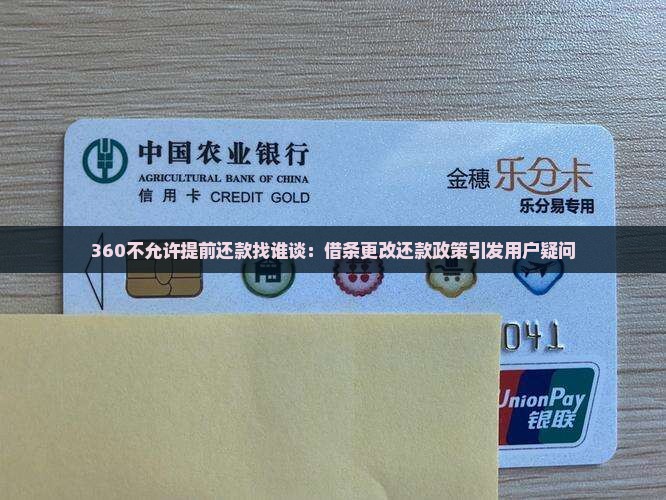 中国农业银行
AGRICULTURAL BANK OF CHINA
信用卡 CREDIT GOLD
金穗 乐分卡
乐分易专用
360不允许提前还款找谁谈：借条更改还款政策引发用户疑问
041
UnionPay
银联